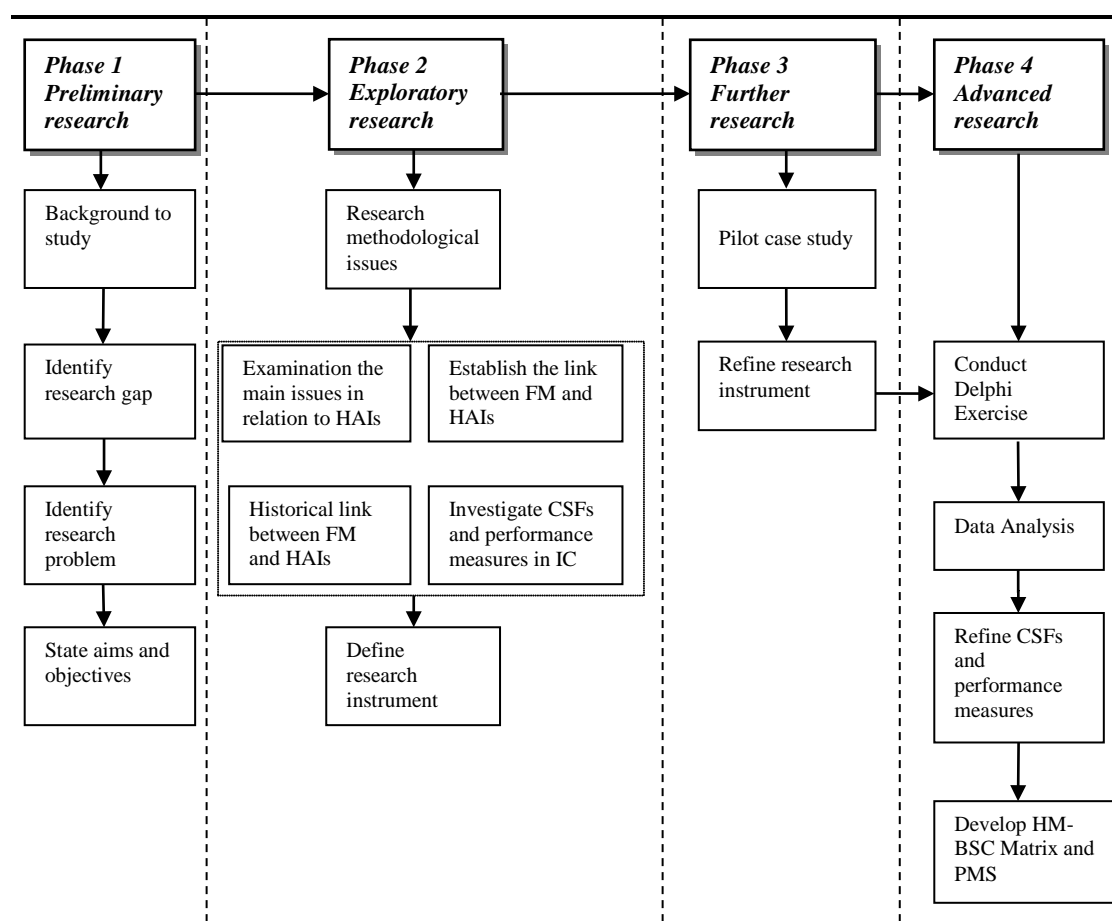 Phase 1
Preliminary
research
Phase 2
Exploratory
research
Phase 3
Further
research
Phase 4
Advanced
research
Background to
study
Identify
research gap
Identify
research
problem
State aims and
objectives
Research
methodological
issues
Examination the
main issues in
relation to HAIs
Establish the link
between FM and
HAIs
Historical link
between FM
and HAIs
Investigate CSFs
and performance
measures in IC
Define
research
instrument
Pilot case study
Refine research
instrument
Conduct
Delphi
Exercise
Data Analysis
Refine CSFs
and
performance
measures
Develop HM-
BSC Matrix and
PMS